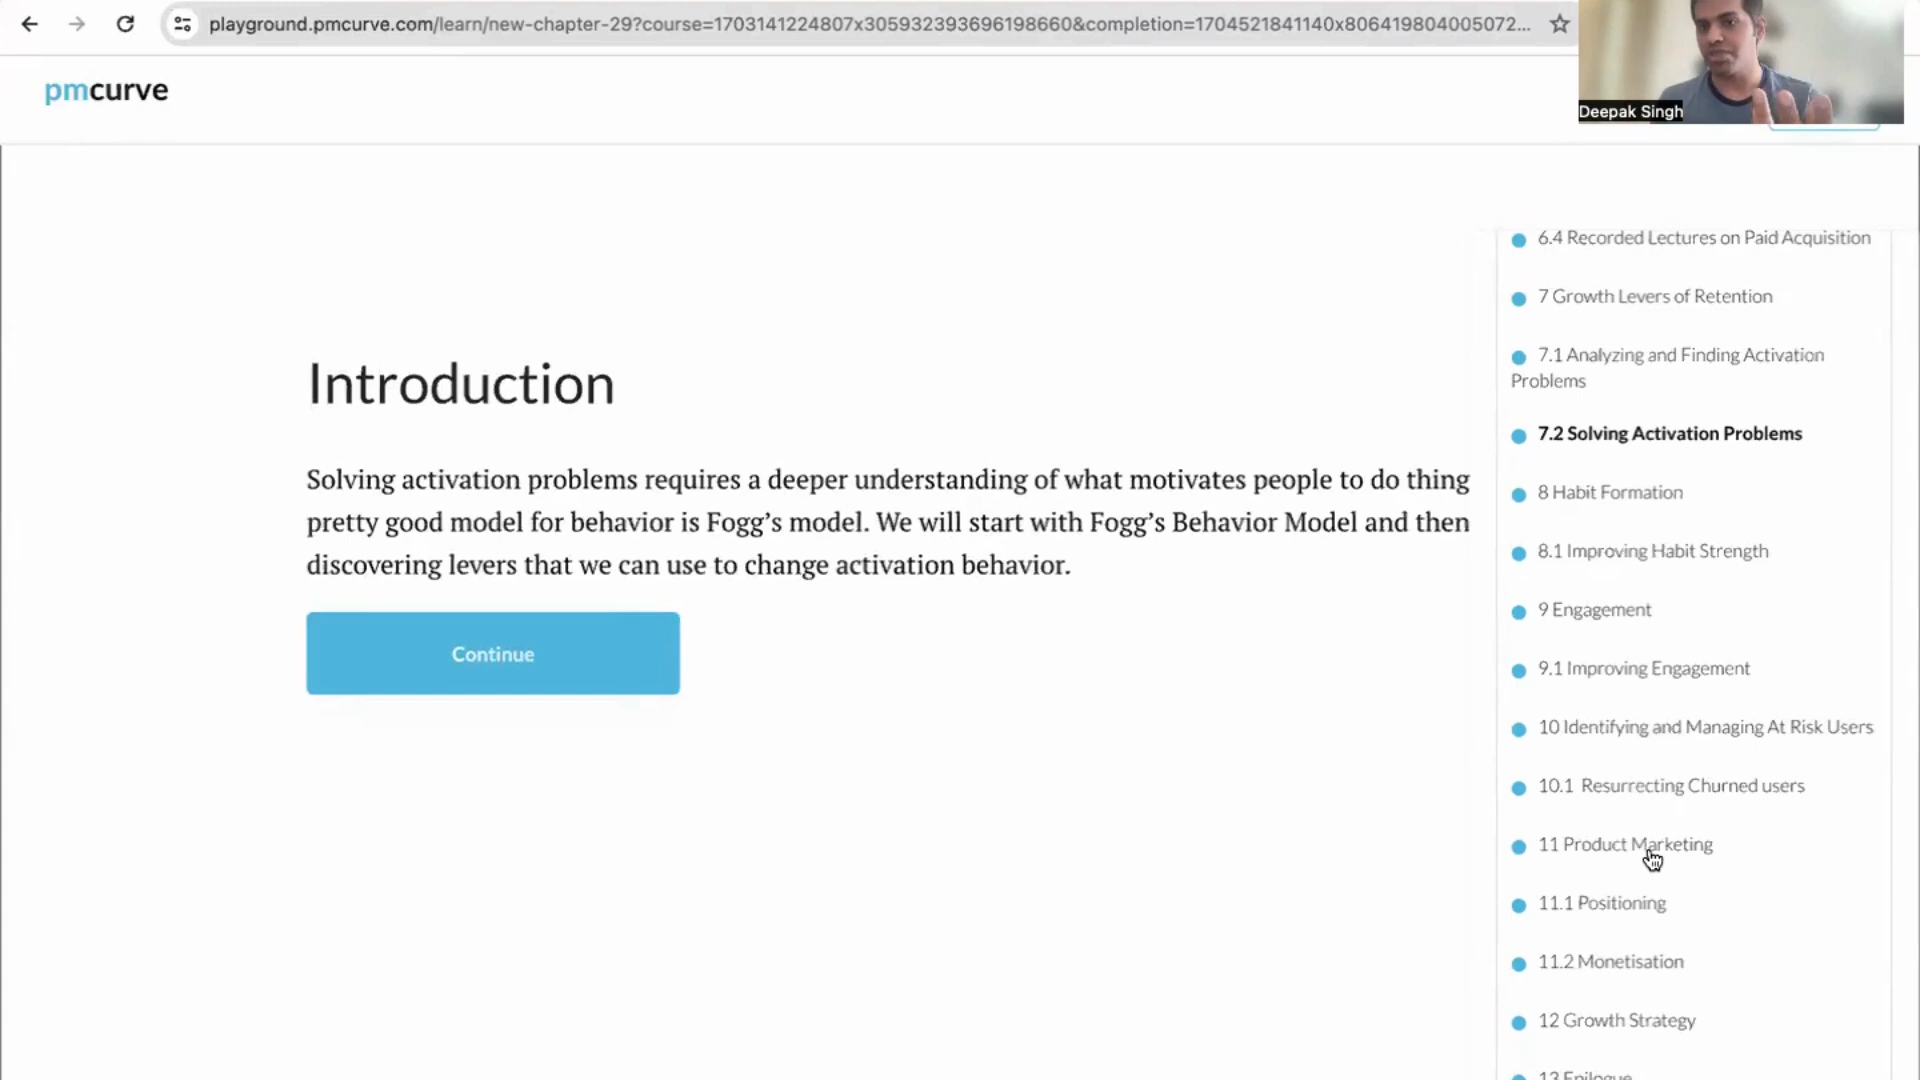 playground.pmcurve.com/learn/new-chapter-29?course=1703141224807x305932393696198660&completion=1704521841140x806419804005072...
pmcurve
Deepak Singh
Introduction
Solving activation problems requires a deeper understanding of what motivates people to do thing
pretty good model for behavior is Fogg’s model. We will start with Fogg’s Behavior Model and then
discovering levers that we can use to change activation behavior.
Continue
6.4 Recorded Lectures on Paid Acquisition
7 Growth Levers of Retention
7.1 Analyzing and Finding Activation
Problems
7.2 Solving Activation Problems
8 Habit Formation
8.1 Improving Habit Strength
9 Engagement
9.1 Improving Engagement
10 Identifying and Managing At Risk Users
10.1 Resurrecting Churned users
11 Product Marketing
11.1 Positioning
11.2 Monetisation
12 Growth Strategy
13 Epilogue